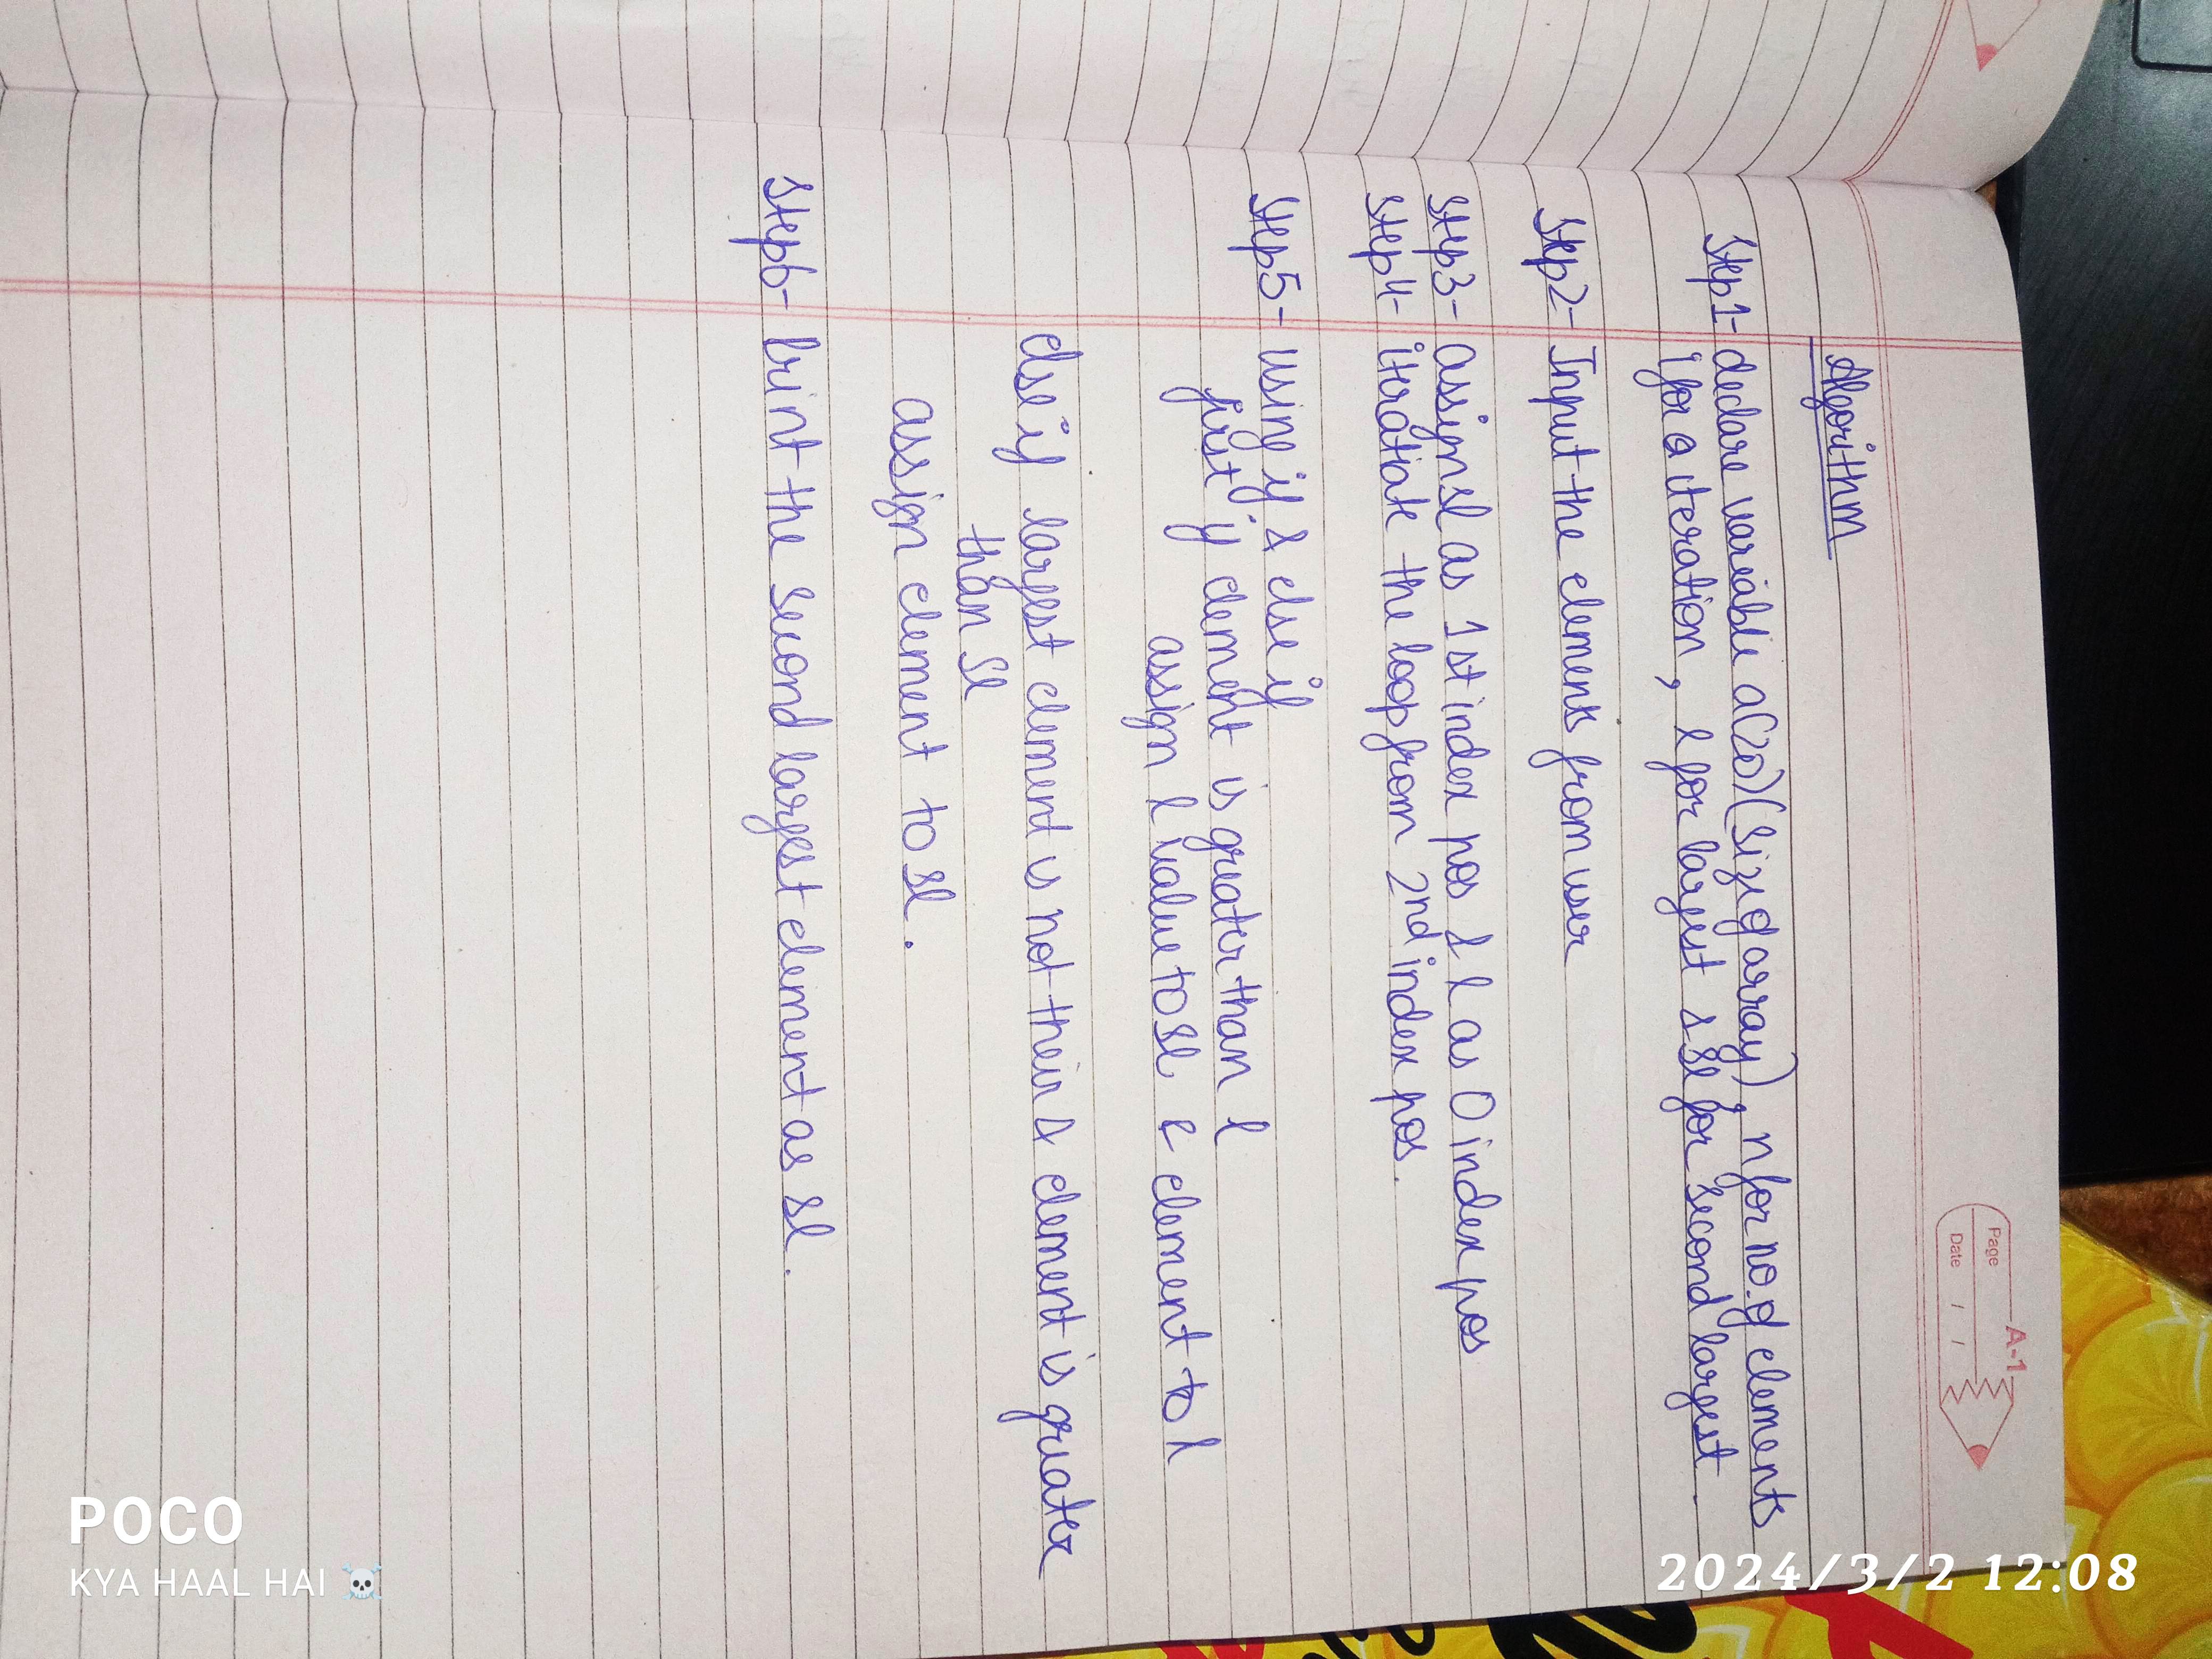 A-1
Page
Date / /
Algorithm
Step1- declare variable a(20)(size of array), n for no.of elements
i for a iteration, l for largest & sl for second largest.
Step2- Input the elements from user
Step3- assign sl as 1st index pos & l as 0 index pos
Step4- iteratiate the loop from 2nd index pos.
Step5- using if & else if
first if element is greater than l
assign l value to sl & element to l
else if largest element is not their & element is greater
than sl
assign element to sl.
Step6- print the second largest element as sl.
POCO
KYA HAAL HAI ☠
2024/3/2 12:08